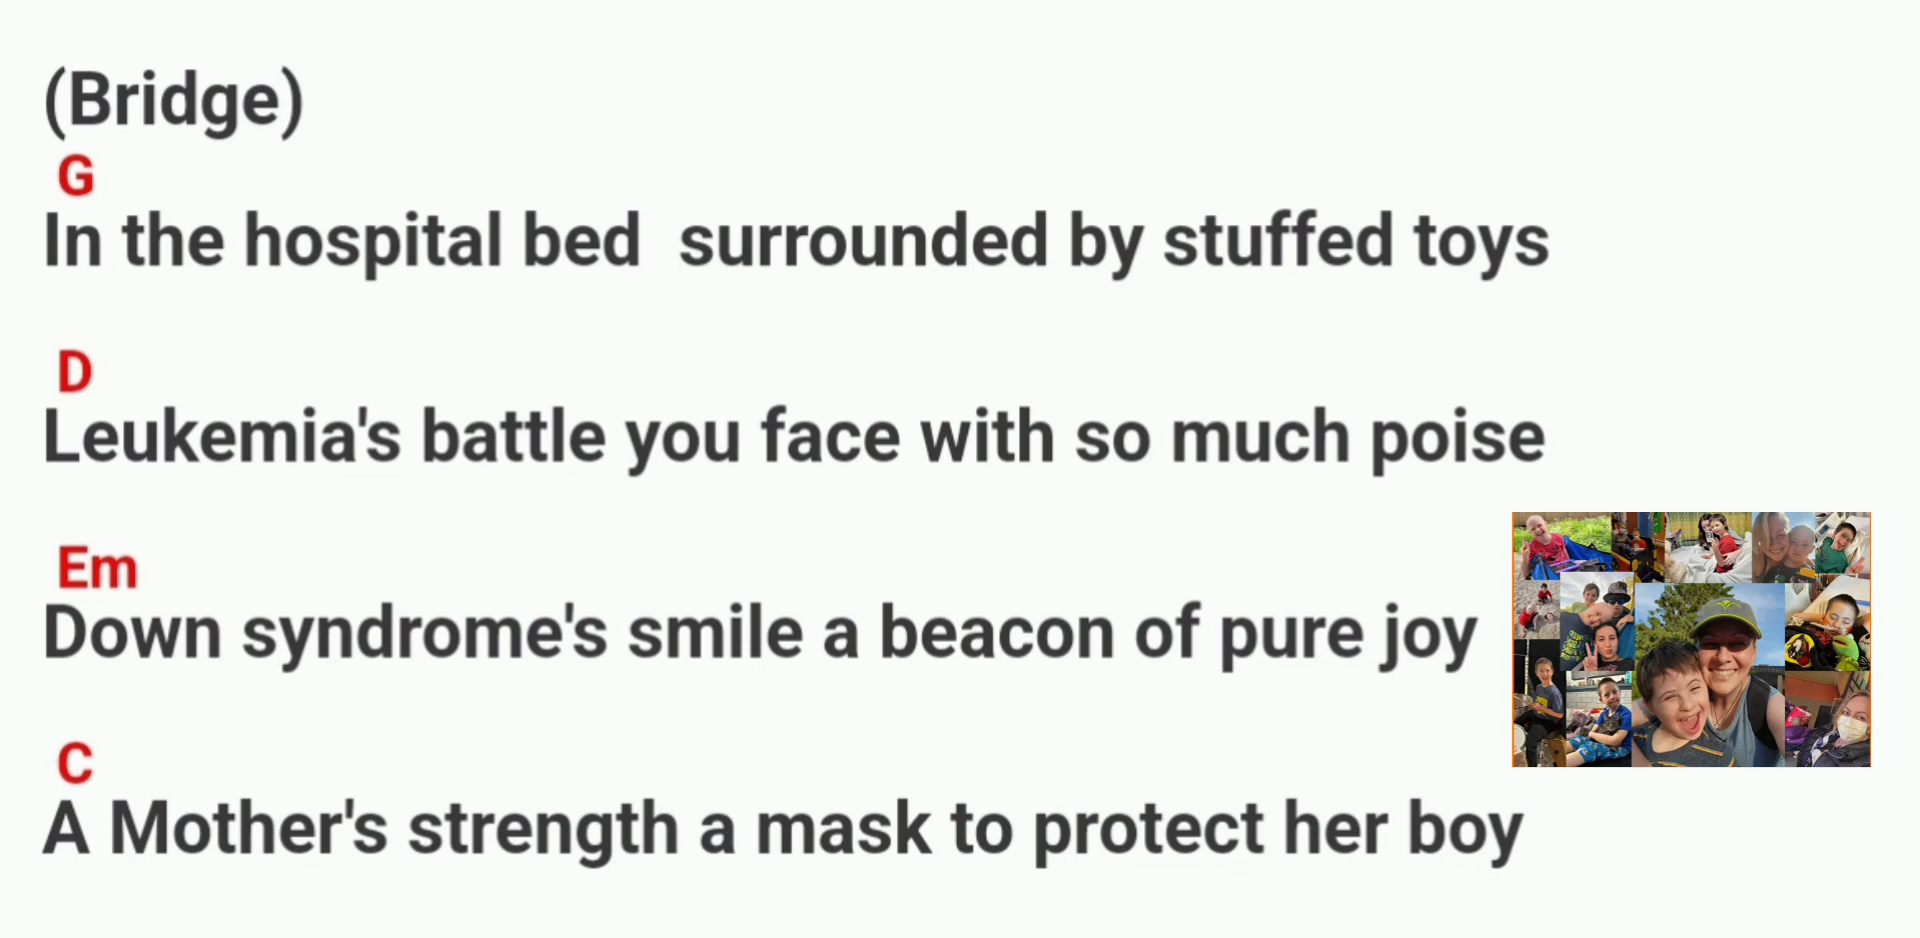 (Bridge)
G
In the hospital bed  surrounded by stuffed toys
D
Leukemia's battle you face with so much poise
Em
Down syndrome's smile a beacon of pure joy
C
A Mother's strength a mask to protect her boy